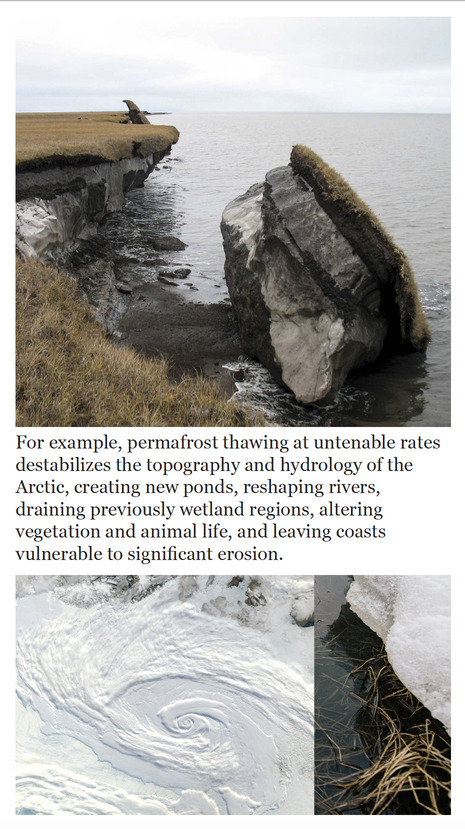 For example, permafrost thawing at untenable rates
destabilizes the topography and hydrology of the
Arctic, creating new ponds, reshaping rivers,
draining previously wetland regions, altering
vegetation and animal life, and leaving coasts
vulnerable to significant erosion.